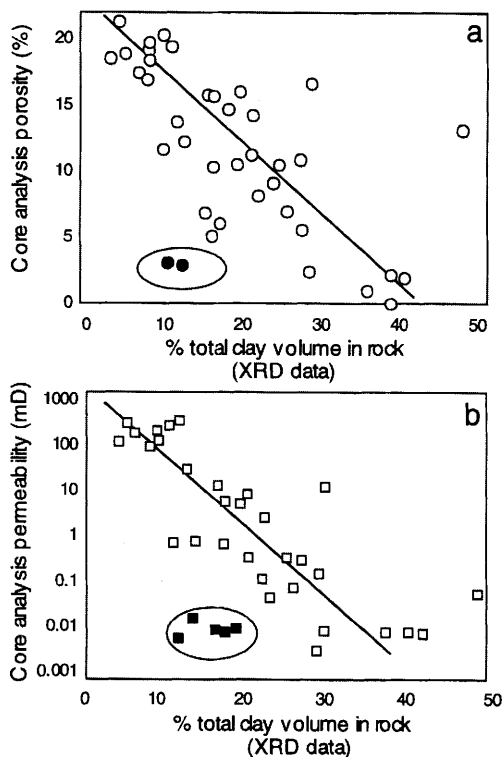 a
Core analysis porosity (%)
20
15
10
5
0
0 10 20 30 40 50
% total day volume in rock
(XRD data)
b
Core analysis permeability (mD)
1000
100
10
1
0.1
0.01
0.001
0 10 20 30 40 50
% total day volume in rock
(XRD data)